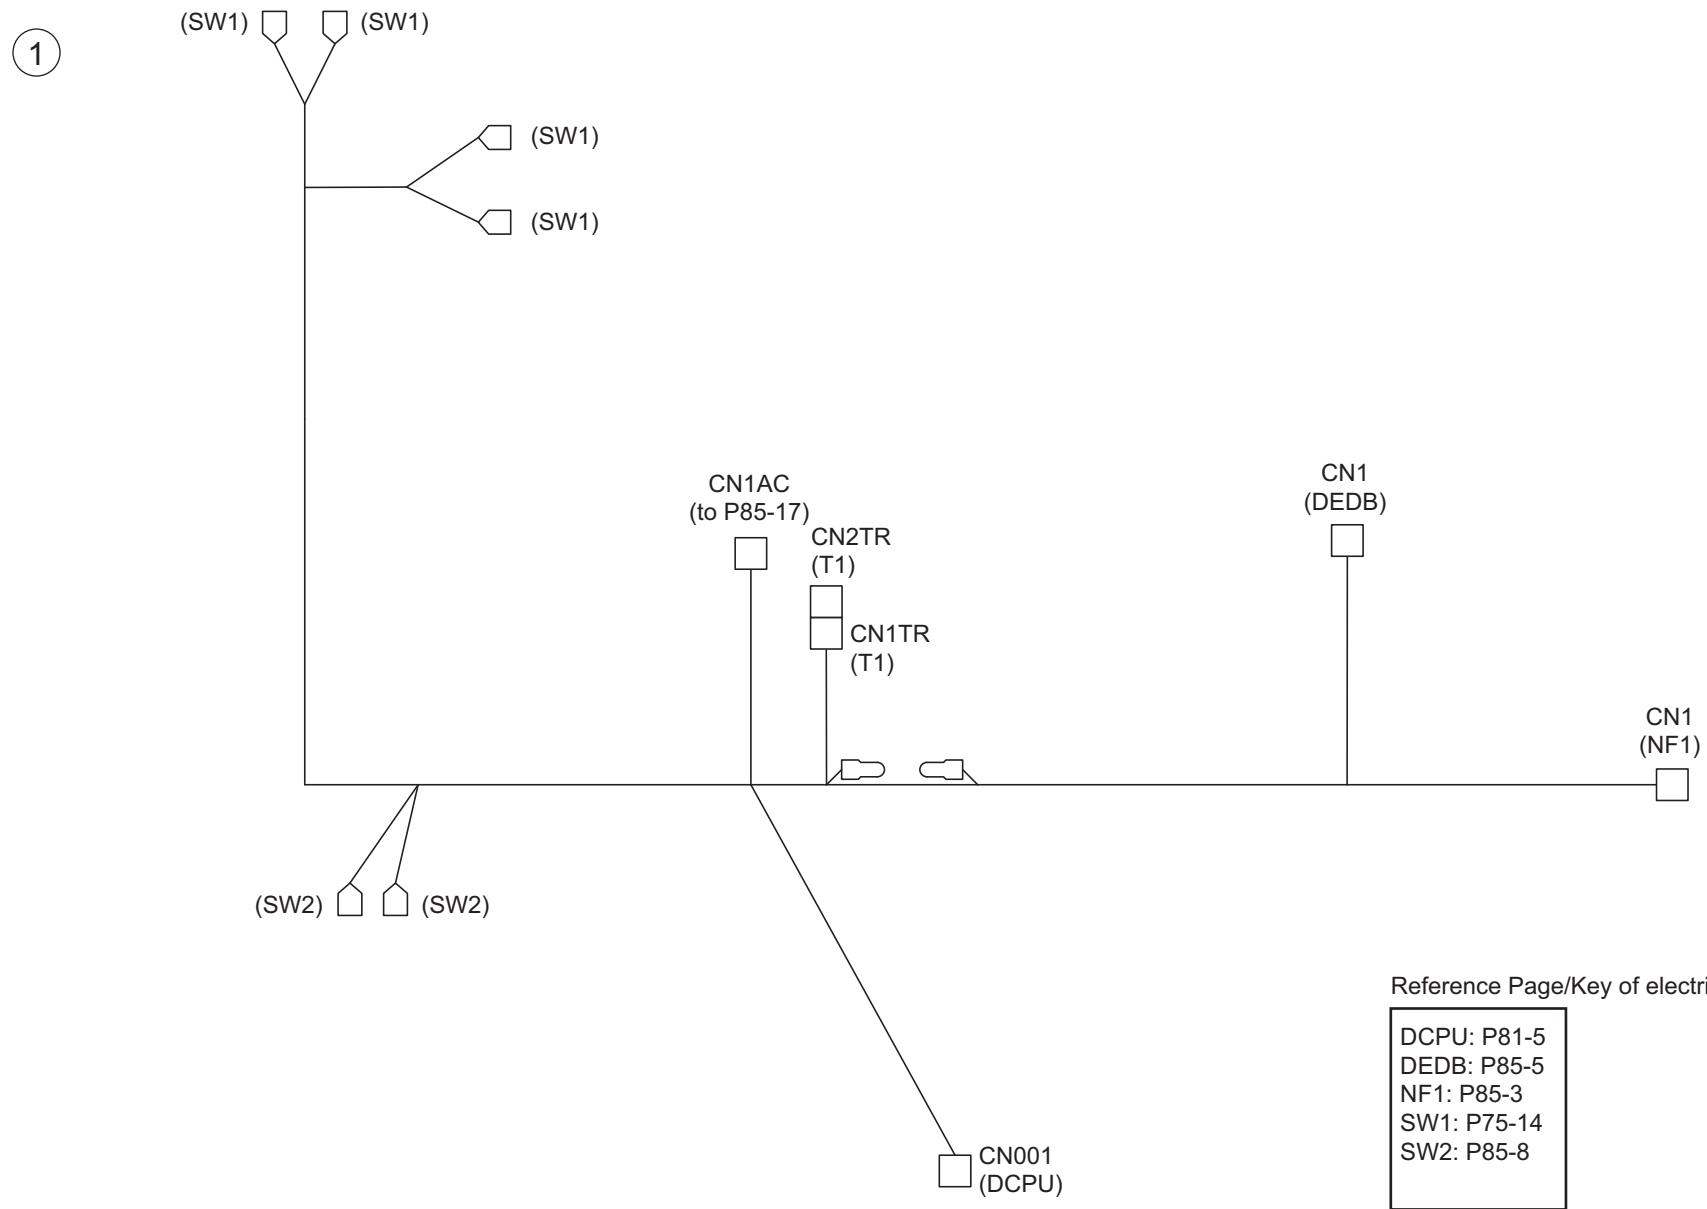 (SW1) (SW1)
1
(SW1)
(SW1)
CN1AC
(to P85-17)
CN2TR
(T1)
CN1TR
(T1)
CN1
(DEDB)
CN1
(NF1)
(SW2) (SW2)
CN001
(DCPU)
Reference Page/Key of electri
DCPU: P81-5
DEDB: P85-5
NF1: P85-3
SW1: P75-14
SW2: P85-8